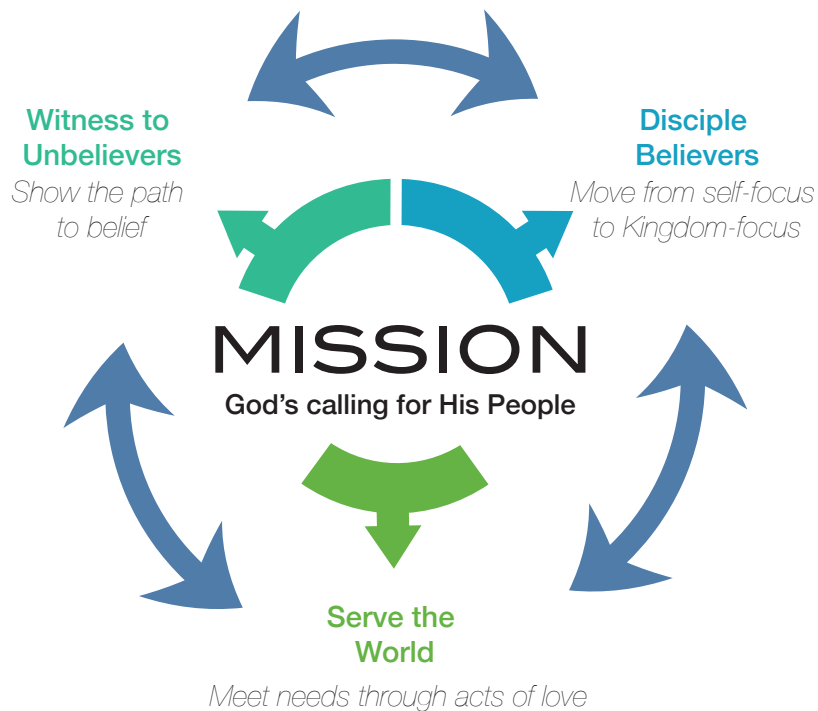 Witness to
Unbelievers
Show the path
to belief
Disciple
Believers
Move from self-focus
to Kingdom-focus
MISSION
God’s calling for His People
Serve the
World
Meet needs through acts of love